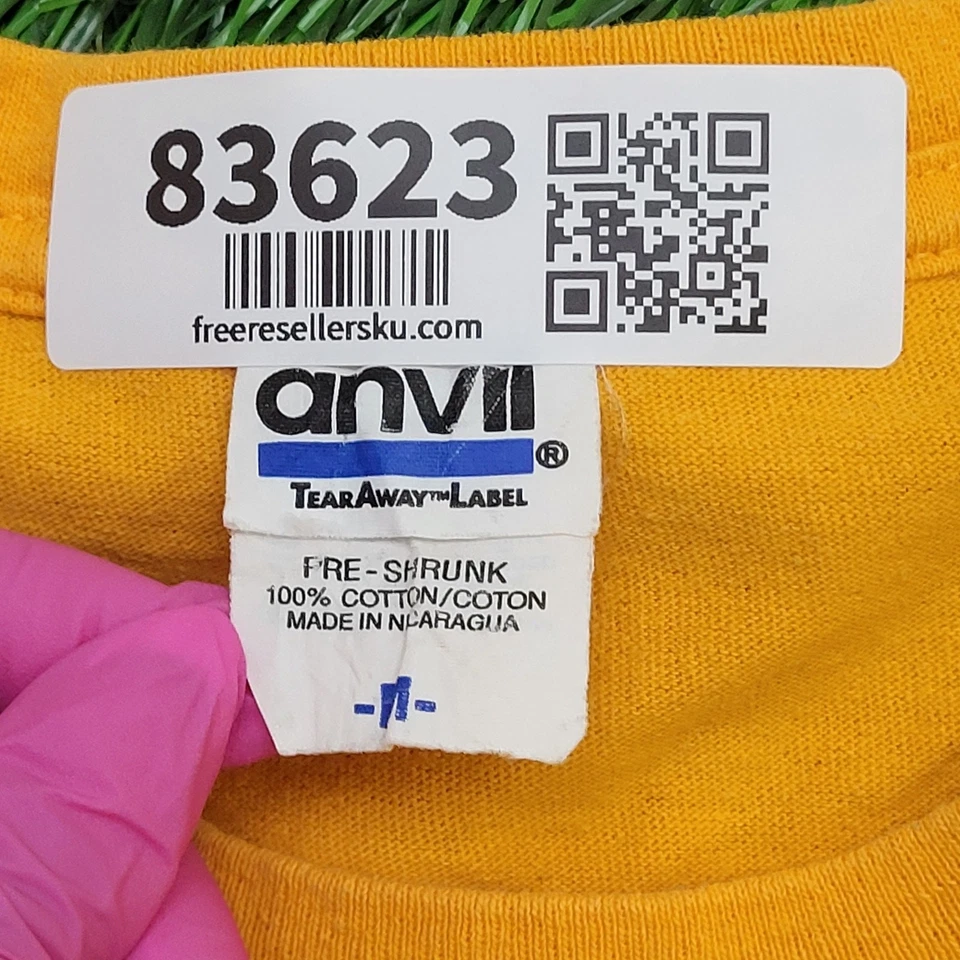 83623
freeresellersku.com
anvil®
TEARAWAY™LABEL
PRE-SHRUNK
100% COTTON/COTON
MADE IN NICARAGUA